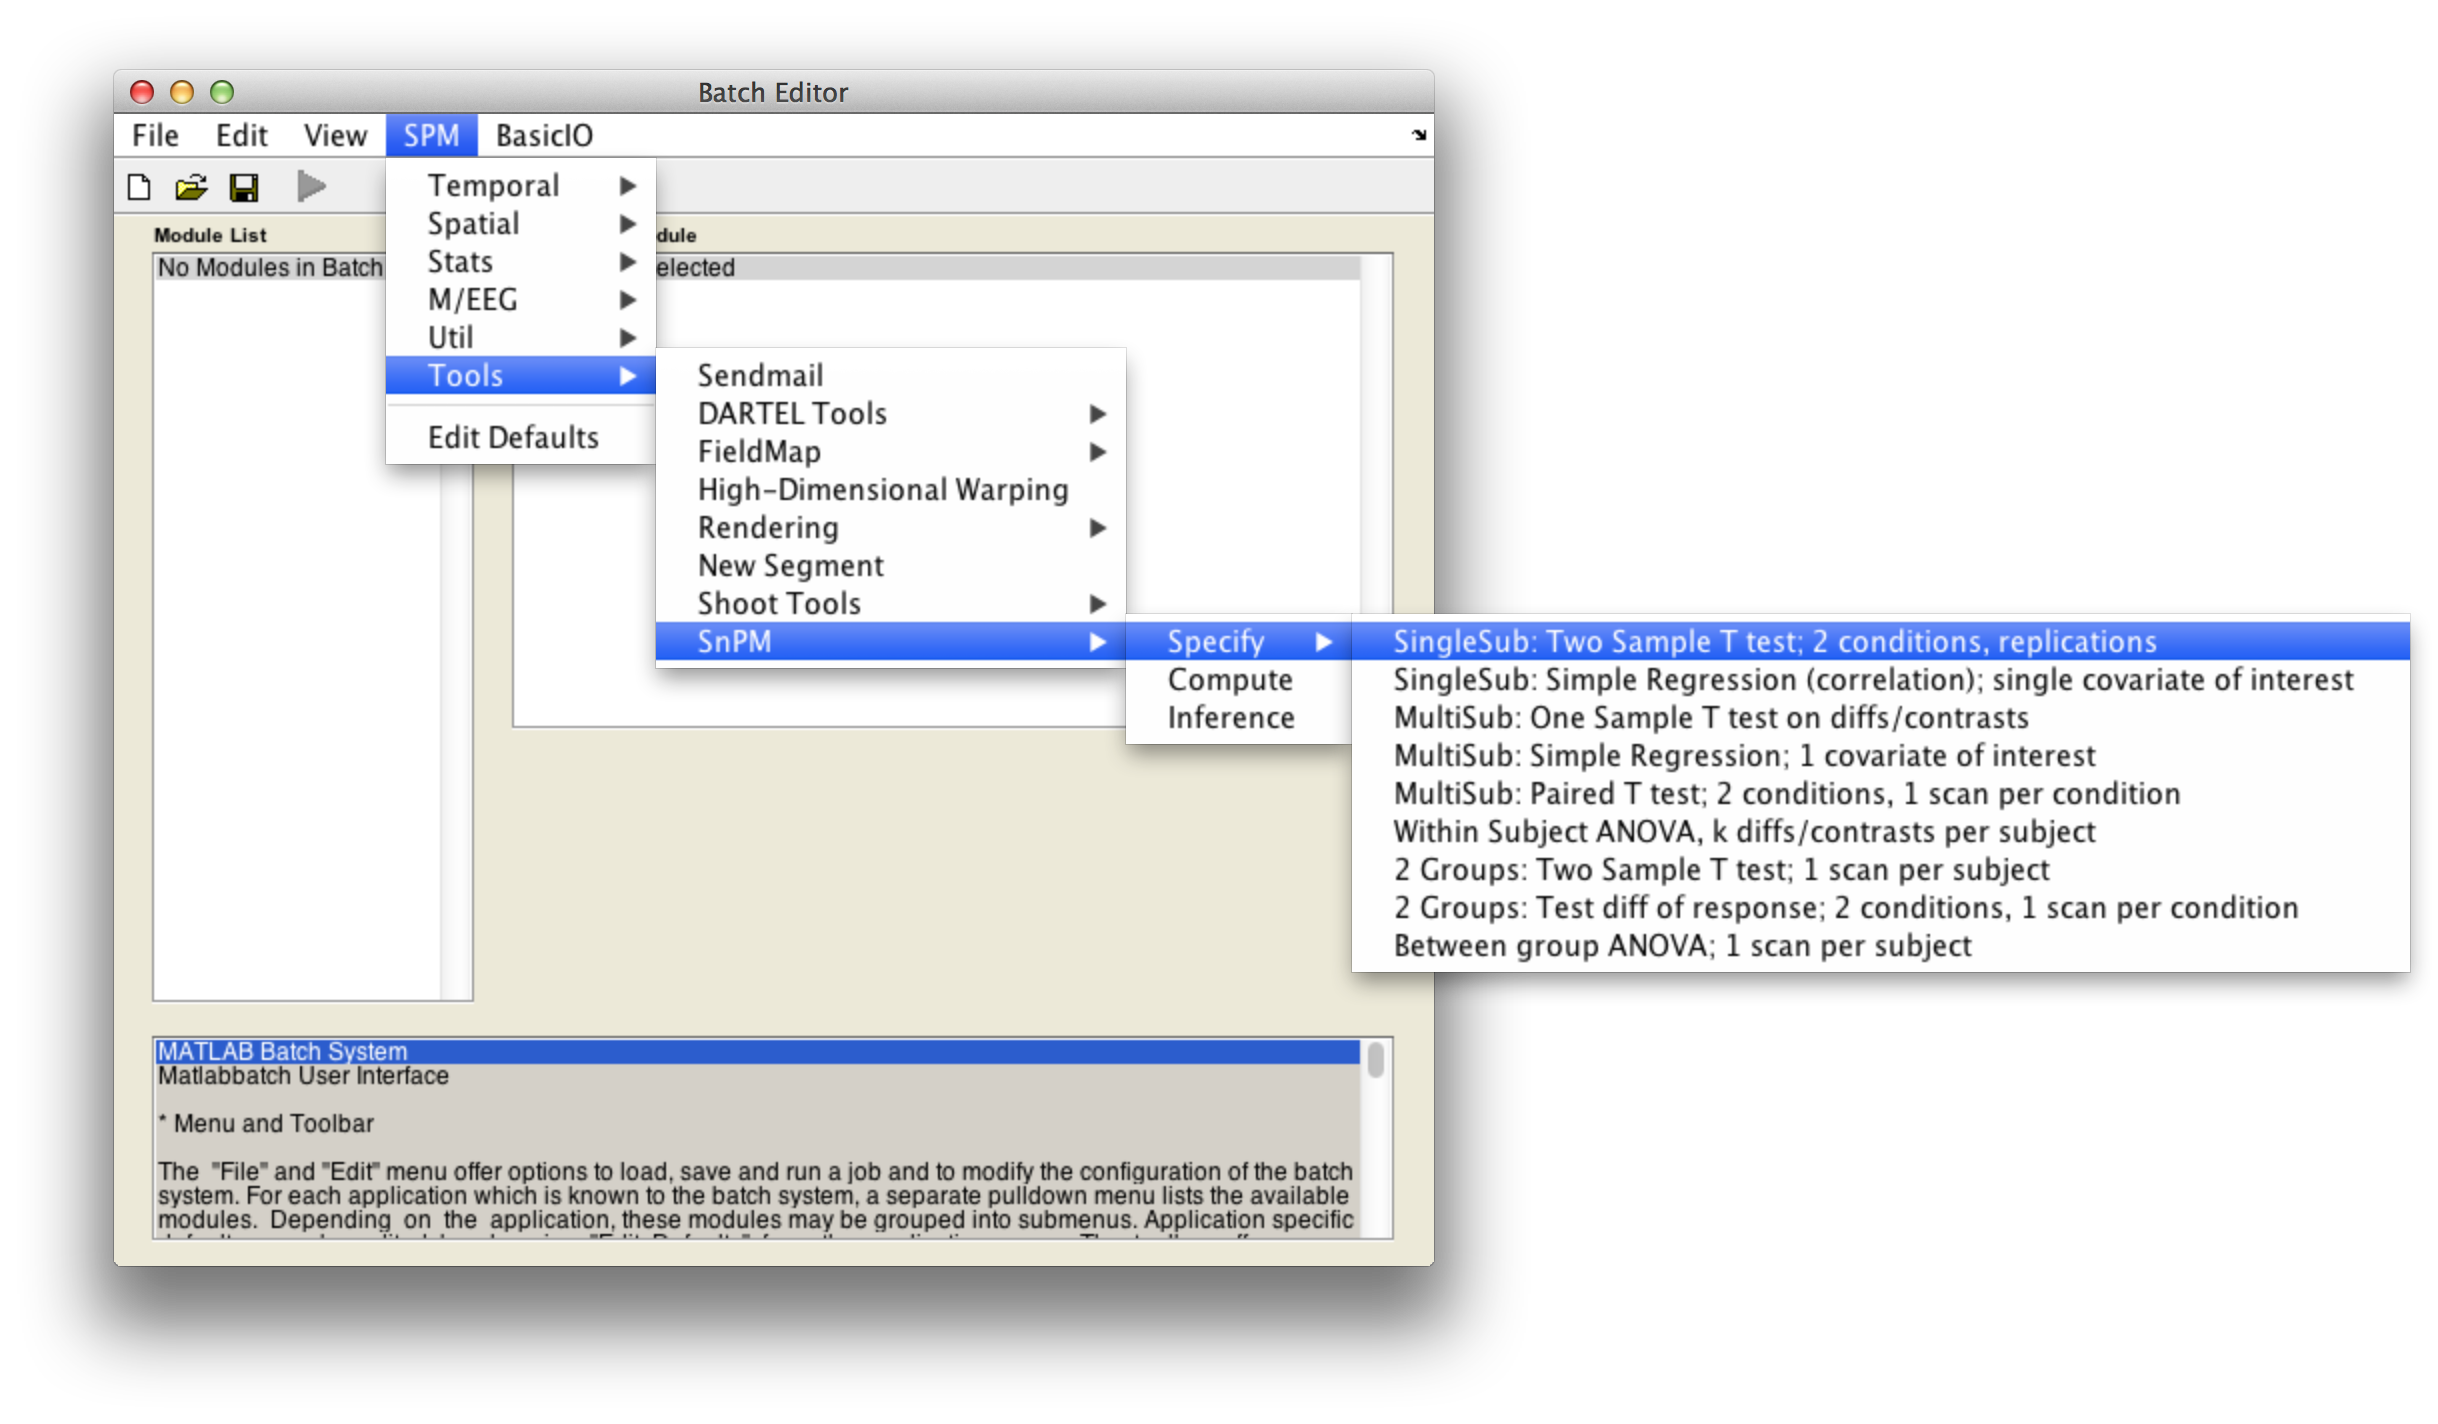 Batch Editor
File Edit View SPM BasicIO
Temporal
Spatial
Stats
M/EEG
Util
Tools
Edit Defaults
Module List
No Modules in Batch
dule
elected
Sendmail
DARTEL Tools
FieldMap
High-Dimensional Warping
Rendering
New Segment
Shoot Tools
SnPM
Specify
Compute
Inference
SingleSub: Two Sample T test; 2 conditions, replications
SingleSub: Simple Regression (correlation); single covariate of interest
MultiSub: One Sample T test on diffs/contrasts
MultiSub: Simple Regression; 1 covariate of interest
MultiSub: Paired T test; 2 conditions, 1 scan per condition
Within Subject ANOVA, k diffs/contrasts per subject
2 Groups: Two Sample T test; 1 scan per subject
2 Groups: Test diff of response; 2 conditions, 1 scan per condition
Between group ANOVA; 1 scan per subject
MATLAB Batch System
Matlabbatch User Interface
* Menu and Toolbar
The "File" and "Edit" menu offer options to load, save and run a job and to modify the configuration of the batch
system. For each application which is known to the batch system, a separate pulldown menu lists the available
modules. Depending on the application, these modules may be grouped into submenus. Application specific